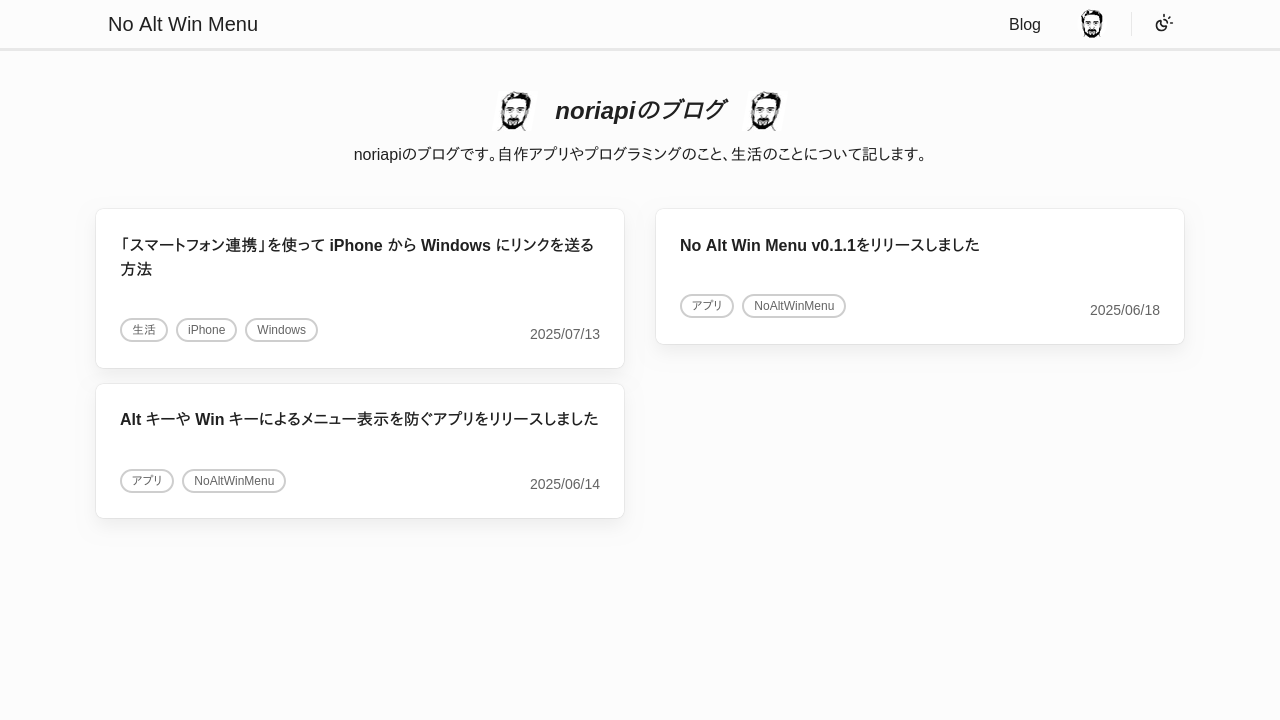 No Alt Win Menu
Blog
noriapiのブログ
noriapiのブログです。自作アプリやプログラミングのこと、生活のことについて記します。
「スマートフォン連携」を使って iPhone から Windows にリンクを送る
方法
生活
iPhone
Windows
2025/07/13
No Alt Win Menu v0.1.1をリリースしました
アプリ
NoAltWinMenu
2025/06/18
Alt キーや Win キーによるメニュー表示を防ぐアプリをリリースしました
アプリ
NoAltWinMenu
2025/06/14